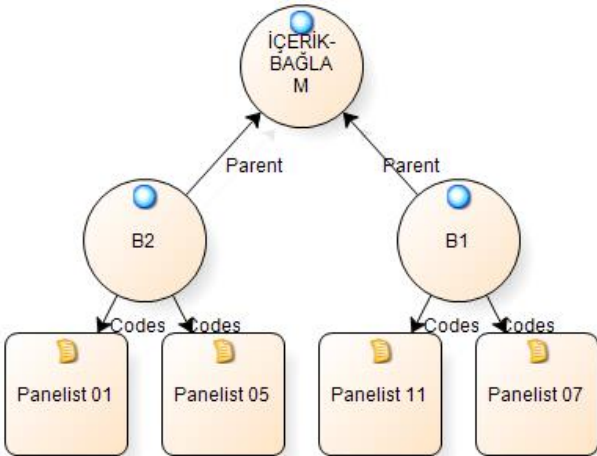 İÇERİK-
BAĞLA
M
Parent
Parent
B2
B1
Codes
Codes
Codes
Codes
Panelist 01
Panelist 05
Panelist 11
Panelist 07